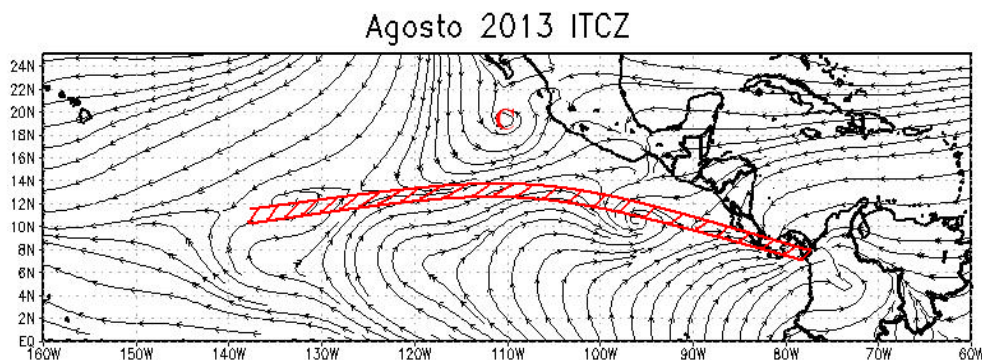 Agosto 2013 ITCZ
24N
22N
20N
18N
16N
14N
12N
10N
8N
6N
4N
2N
EQ
C
160W 150W 140W 130W 120W 110W 100W 90W 80W 70W 60W